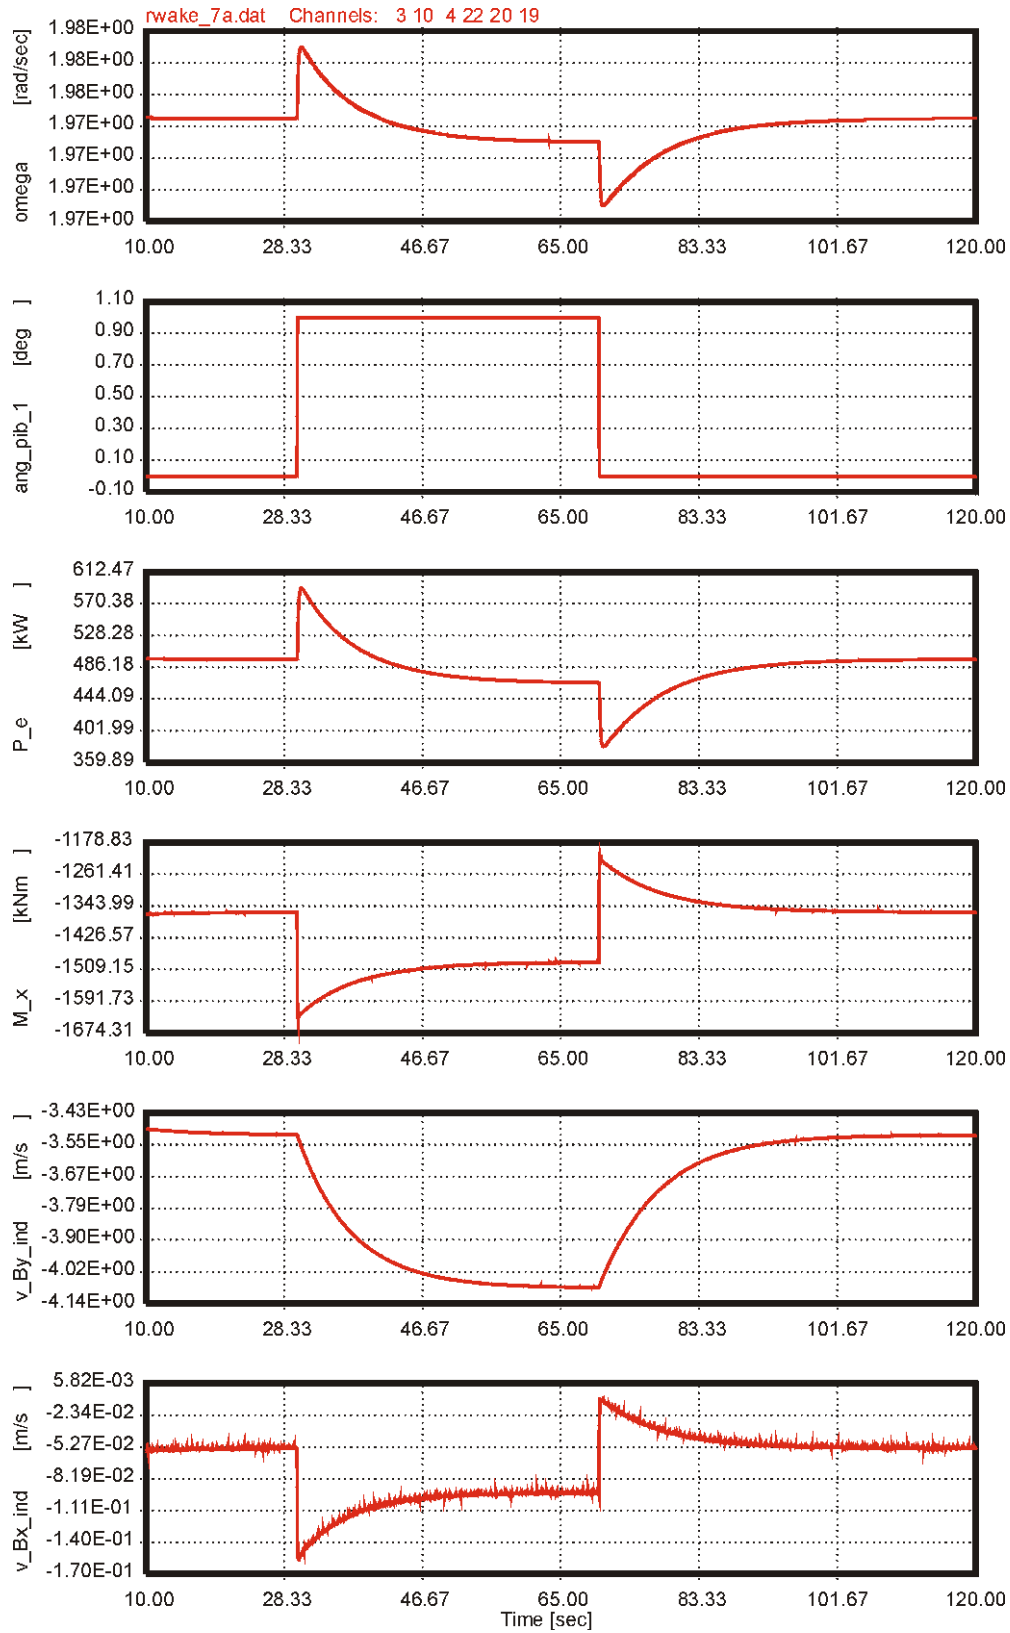 rwake_7a.dat Channels: 3 10 4 22 20 19
omega [rad/sec]
1.98E+00
1.98E+00
1.98E+00
1.97E+00
1.97E+00
1.97E+00
1.97E+00
10.00 28.33 46.67 65.00 83.33 101.67 120.00
ang_pib_1 [deg ]
1.10
0.90
0.70
0.50
0.30
0.10
-0.10
10.00 28.33 46.67 65.00 83.33 101.67 120.00
P_e [kW ]
612.47
570.38
528.28
486.18
444.09
401.99
359.89
10.00 28.33 46.67 65.00 83.33 101.67 120.00
M_x [kNm ]
-1178.83
-1261.41
-1343.99
-1426.57
-1509.15
-1591.73
-1674.31
10.00 28.33 46.67 65.00 83.33 101.67 120.00
v_By_ind [m/s ]
-3.43E+00
-3.55E+00
-3.67E+00
-3.79E+00
-3.90E+00
-4.02E+00
-4.14E+00
10.00 28.33 46.67 65.00 83.33 101.67 120.00
v_Bx_ind [m/s ]
5.82E-03
-2.34E-02
-5.27E-02
-8.19E-02
-1.11E-01
-1.40E-01
-1.70E-01
10.00 28.33 46.67 65.00 83.33 101.67 120.00
Time [sec]